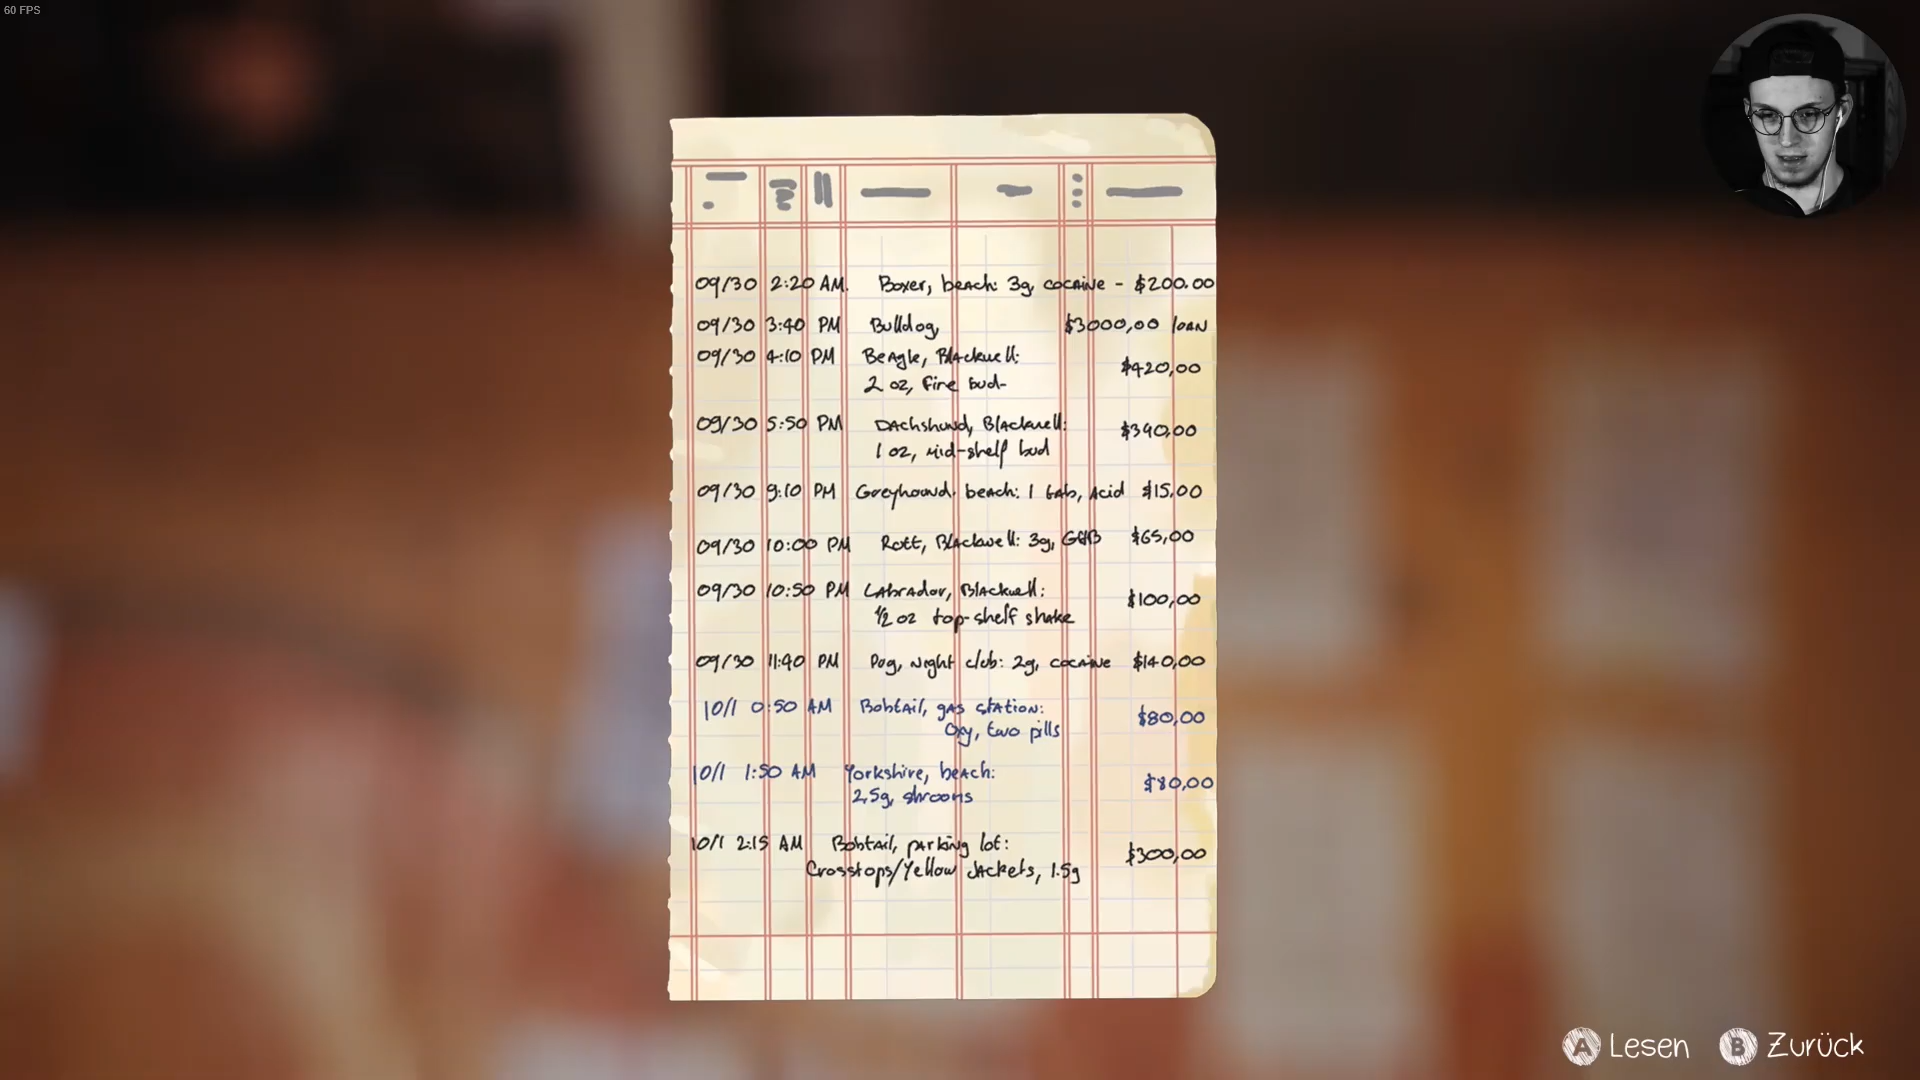 60 FPS
09/30 2:20 AM. Boxer, beach: 3g, cocaine - $200.00
09/30 3:40 PM Bulldog, $3000,00 loan
09/30 4:10 PM Beagle, Blackwell:
2 oz, fire bud- $420,00
09/30 5:50 PM Dachshund, Blackwell:
1 oz, mid-shelf bud $340,00
09/30 9:10 PM Greyhound, beach: 1 tab, acid $15,00
09/30 10:00 PM Rott, Blackwell: 3g, GHB $65,00
09/30 10:50 PM Labrador, Blackwell:
1/2 oz top-shelf shake $100,00
09/30 11:40 PM Pug, night club: 2g, cocaine $140,00
10/1 0:50 AM Bobtail, gas station:
Oxy, two pills $80,00
10/1 1:50 AM Yorkshire, beach:
2,5g, shrooms $80,00
10/1 2:15 AM Bobtail, parking lot:
Crosstops/Yellow Jackets, 1.5g $300,00
A Lesen B Zurück